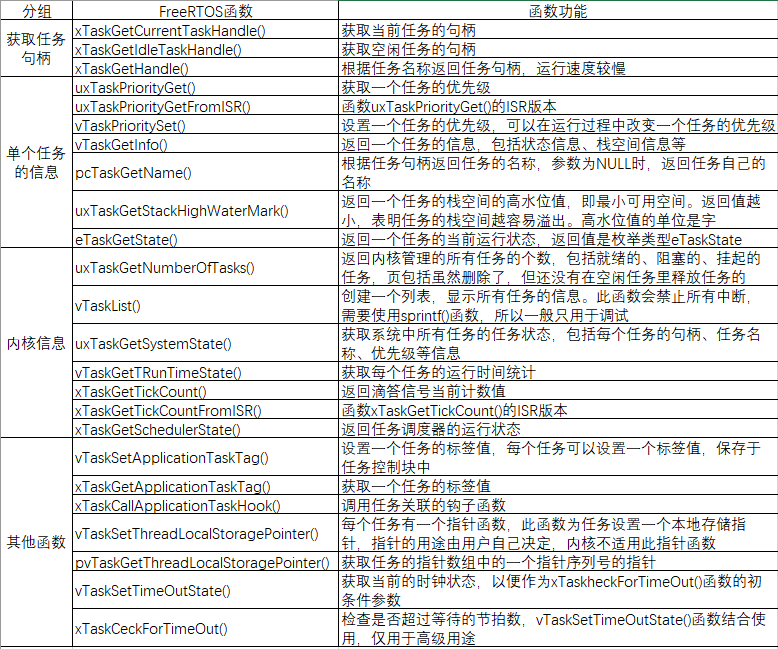 分组 FreeRTOS函数 函数功能
获取任务句柄
xTaskGetCurrentTaskHandle() 获取当前任务的句柄
xTaskGetIdleTaskHandle() 获取空闲任务的句柄
xTaskGetHandle() 根据任务名称返回任务句柄，运行速度较慢
单个任务的信息
uxTaskPriorityGet() 获取一个任务的优先级
uxTaskPriorityGetFromISR() 函数uxTaskPriorityGet()的ISR版本
vTaskPrioritySet() 设置一个任务的优先级，可以在运行过程中改变一个任务的优先级
vTaskGetInfo() 返回一个任务的信息，包括状态信息、栈空间信息等
pcTaskGetName() 根据任务句柄返回任务的名称，参数为NULL时，返回任务自己的
名称
uxTaskGetStackHighWaterMark() 返回一个任务的栈空间的高水位值，即最小可用空间。返回值越
小，表明任务的栈空间越容易溢出。高水位值的单位是字
eTaskGetState() 返回一个任务的当前运行状态，返回值是枚举类型eTaskState
内核信息
uxTaskGetNumberOfTasks() 返回内核管理的所有任务的个数，包括就绪的、阻塞的、挂起的
任务，页包括虽然删除了，但还没有在空闲任务里释放任务的
vTaskList() 创建一个列表，显示所有任务的信息。此函数会禁止所有中断，
需要使用sprintf()函数，所以一般只用于调试
uxTaskGetSystemState() 获取系统中所有任务的任务状态，包括每个任务的句柄、任务名
称、优先级等信息
vTaskGetTRunTimeState() 获取每个任务的运行时间统计
xTaskGetTickCount() 返回滴答信号当前计数值
xTaskGetTickCountFromISR() 函数xTaskGetTickCount()的ISR版本
xTaskGetSchedulerState() 返回任务调度器的运行状态
其他函数
vTaskSetApplicationTaskTag() 设置一个任务的标签值，每个任务可以设置一个标签值，保存于
任务控制块中
xTaskGetApplicationTaskTag() 获取一个任务的标签值
xTaskCallApplicationTaskHook() 调用任务关联的钩子函数
vTaskSetThreadLocalStoragePointer() 每个任务有一个指针函数，此函数为任务设置一个本地存储指
针，指针的用途由用户自己决定，内核不适用此指针函数
pvTaskGetThreadLocalStoragePointer() 获取任务的指针数组中的一个指针序列号的指针
vTaskSetTimeOutState() 获取当前的时钟状态，以便作为xTaskheckForTimeOut()函数的初
条件参数
xTaskCeckForTimeOut() 检查是否超过等待的节拍数，vTaskSetTimeOutState()函数结合使
用，仅用于高级用途